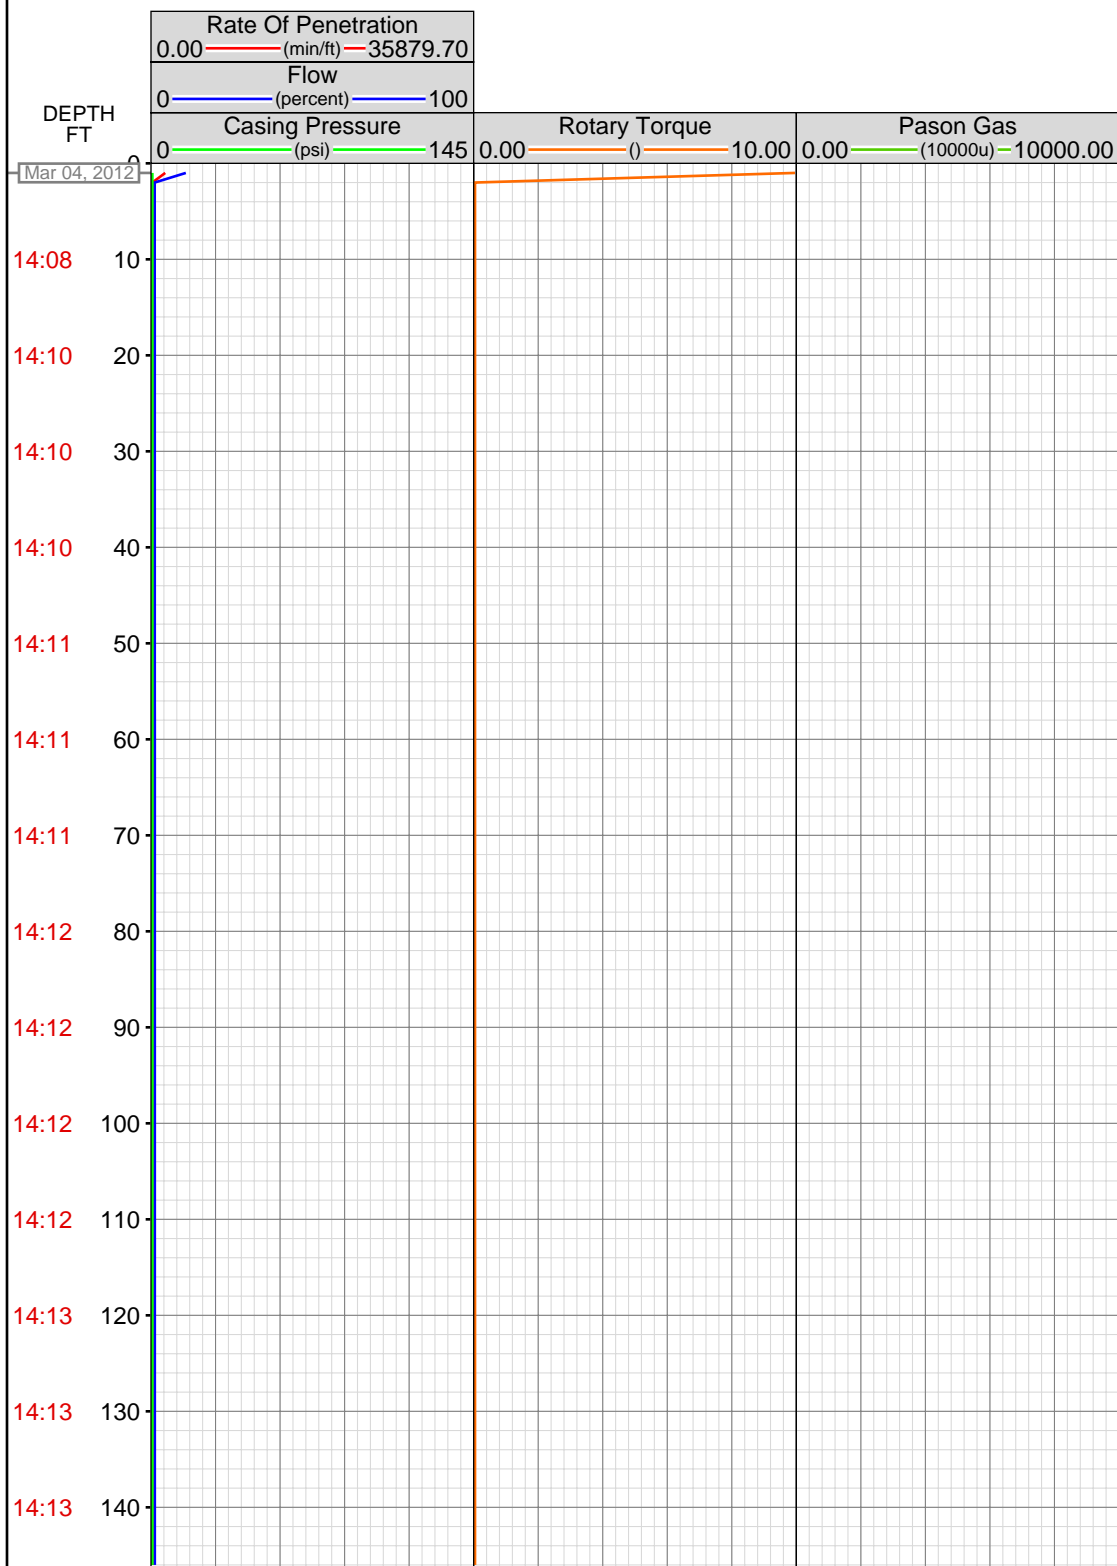 Rate Of Penetration
0.00 (min/ft) 35879.70
Flow
0 (percent) 100
DEPTH
FT
Casing Pressure
0 (psi) 145
Rotary Torque
0.00 () 10.00
Pason Gas
0.00 (10000u) 10000.00
0
Mar 04, 2012
14:08 10
14:10 20
14:10 30
14:10 40
14:11 50
14:11 60
14:11 70
14:12 80
14:12 90
14:12 100
14:12 110
14:13 120
14:13 130
14:13 140